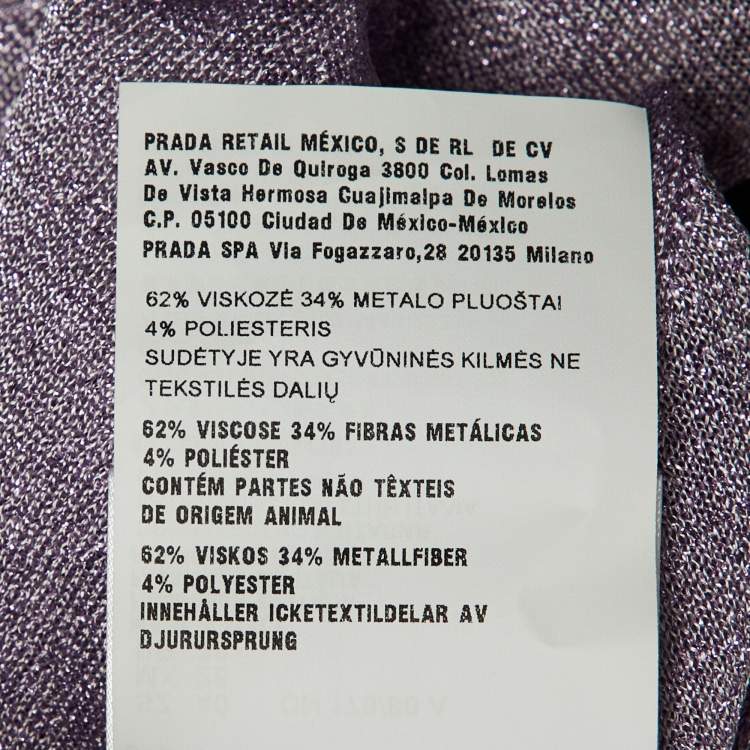 PRADA RETAIL MÉXICO, S DE RL DE CV
AV. Vasco De Quiroga 3800 Col. Lomas
De Vista Hermosa Cuajimalpa De Morelos
C.P. 05100 Ciudad De México-México
PRADA SPA Via Fogazzaro,28 20135 Milano
62% VISKOZĖ 34% METALO PLUOŠTAI
4% POLIESTERIS
SUDĖTYJE YRA GYVŪNINĖS KILMĖS NE
TEKSTILĖS DALIŲ
62% VISCOSE 34% FIBRAS METÁLICAS
4% POLIÉSTER
CONTÉM PARTES NÃO TÊXTEIS
DE ORIGEM ANIMAL
62% VISKOS 34% METALLFIBER
4% POLYESTER
INNEHÅLLER ICKETEXTILDELAR AV
DJURURSPRUNG